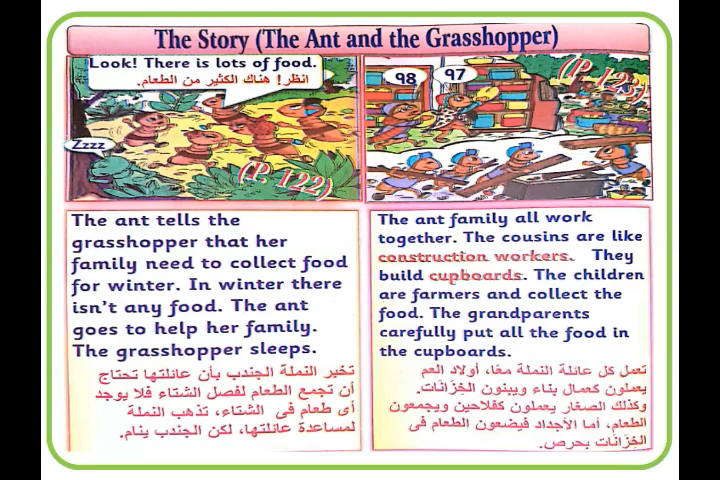 The Story (The Ant and the Grasshopper)
Look! There is lots of food.
انظر! هناك الكثير من الطعام.
Zzzz
(P. 122)
98
97
(P. 123)
The ant tells the
grasshopper that her
family need to collect food
for winter. In winter there
isn't any food. The ant
goes to help her family.
The grasshopper sleeps.
تخبر النملة الجندب بأن عائلتها تحتاج
أن تجمع الطعام لفصل الشتاء فلا يوجد
أى طعام فى الشتاء، تذهب النملة
لمساعدة عائلتها، لكن الجندب ينام.
The ant family all work
together. The cousins are like
construction workers. They
build cupboards. The children
are farmers and collect the
food. The grandparents
carefully put all the food in
the cupboards.
تعمل كل عائلة النملة معًا، أولاد العم
يعملون كعمال بناء ويبنون الخِزَانات.
وكذلك الصغار يعملون كفلاحين ويجمعون
الطعام، أما الأجداد فيضعون الطعام فى
الخِزَانات بحرص.